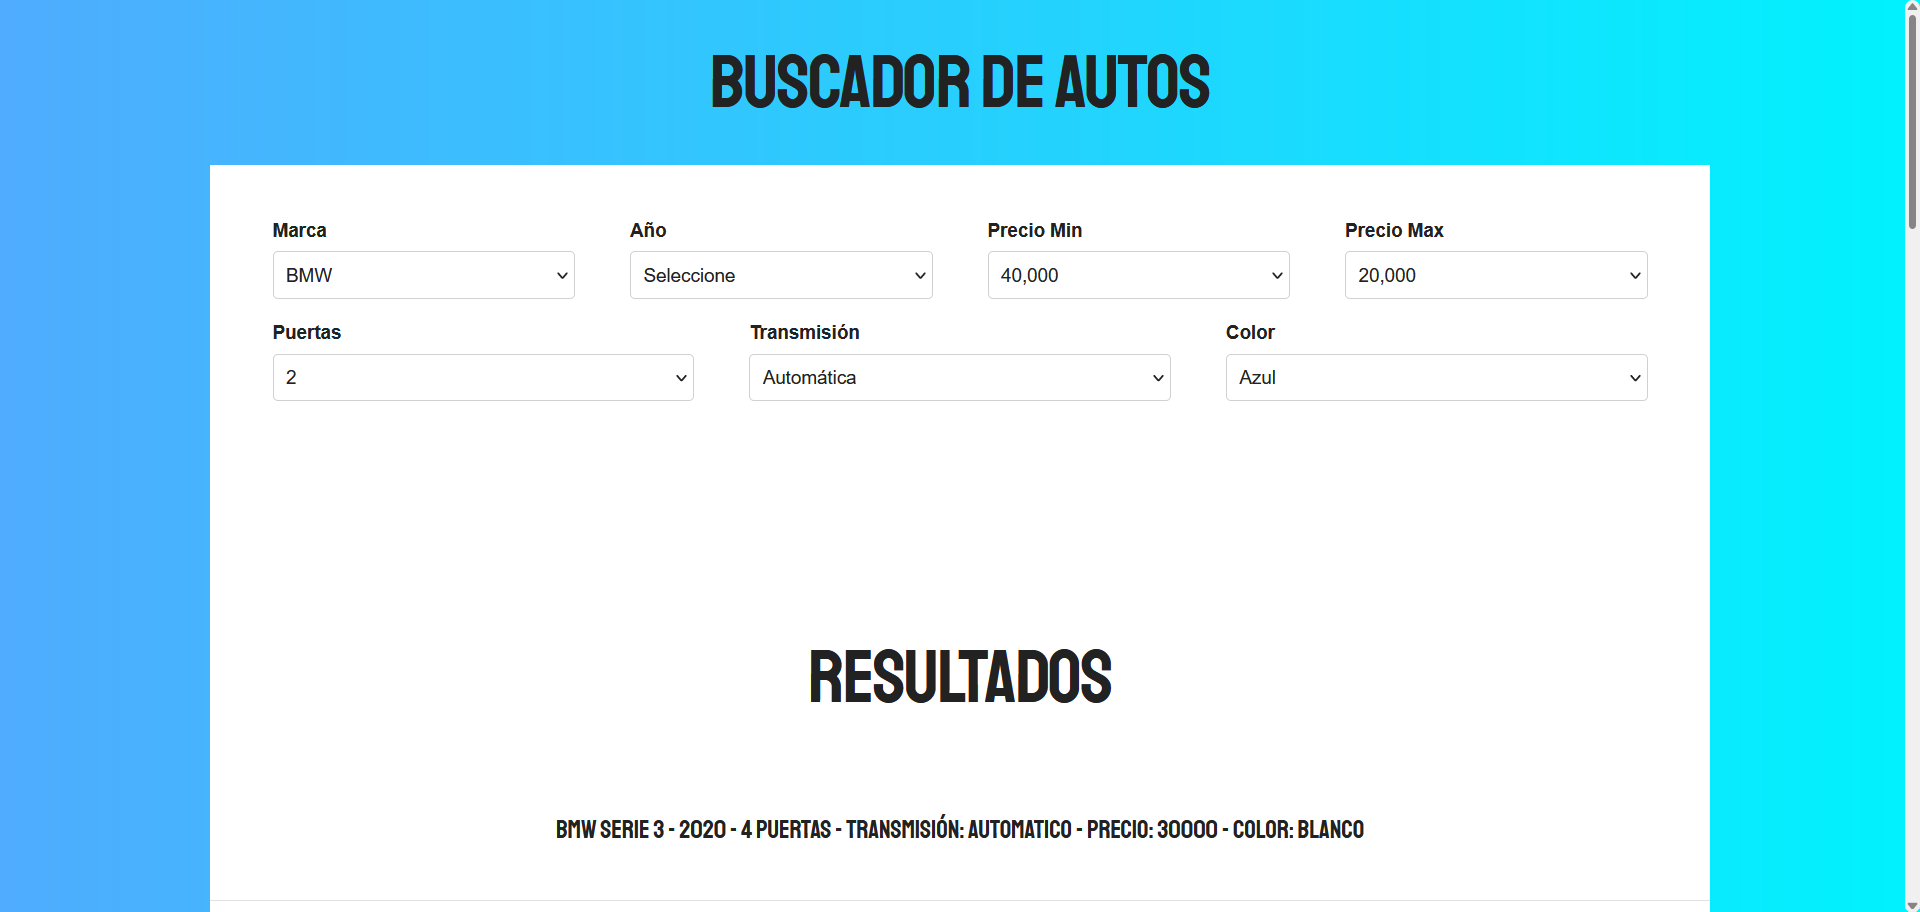 BUSCADOR DE AUTOS
Marca
Año
Precio Min
Precio Max
BMW
Seleccione
40,000
20,000
Puertas
Transmisión
Color
2
Automática
Azul
RESULTADOS
BMW SERIE 3 - 2020 - 4 PUERTAS - TRANSMISIÓN: AUTOMATICO - PRECIO: 30000 - COLOR: BLANCO